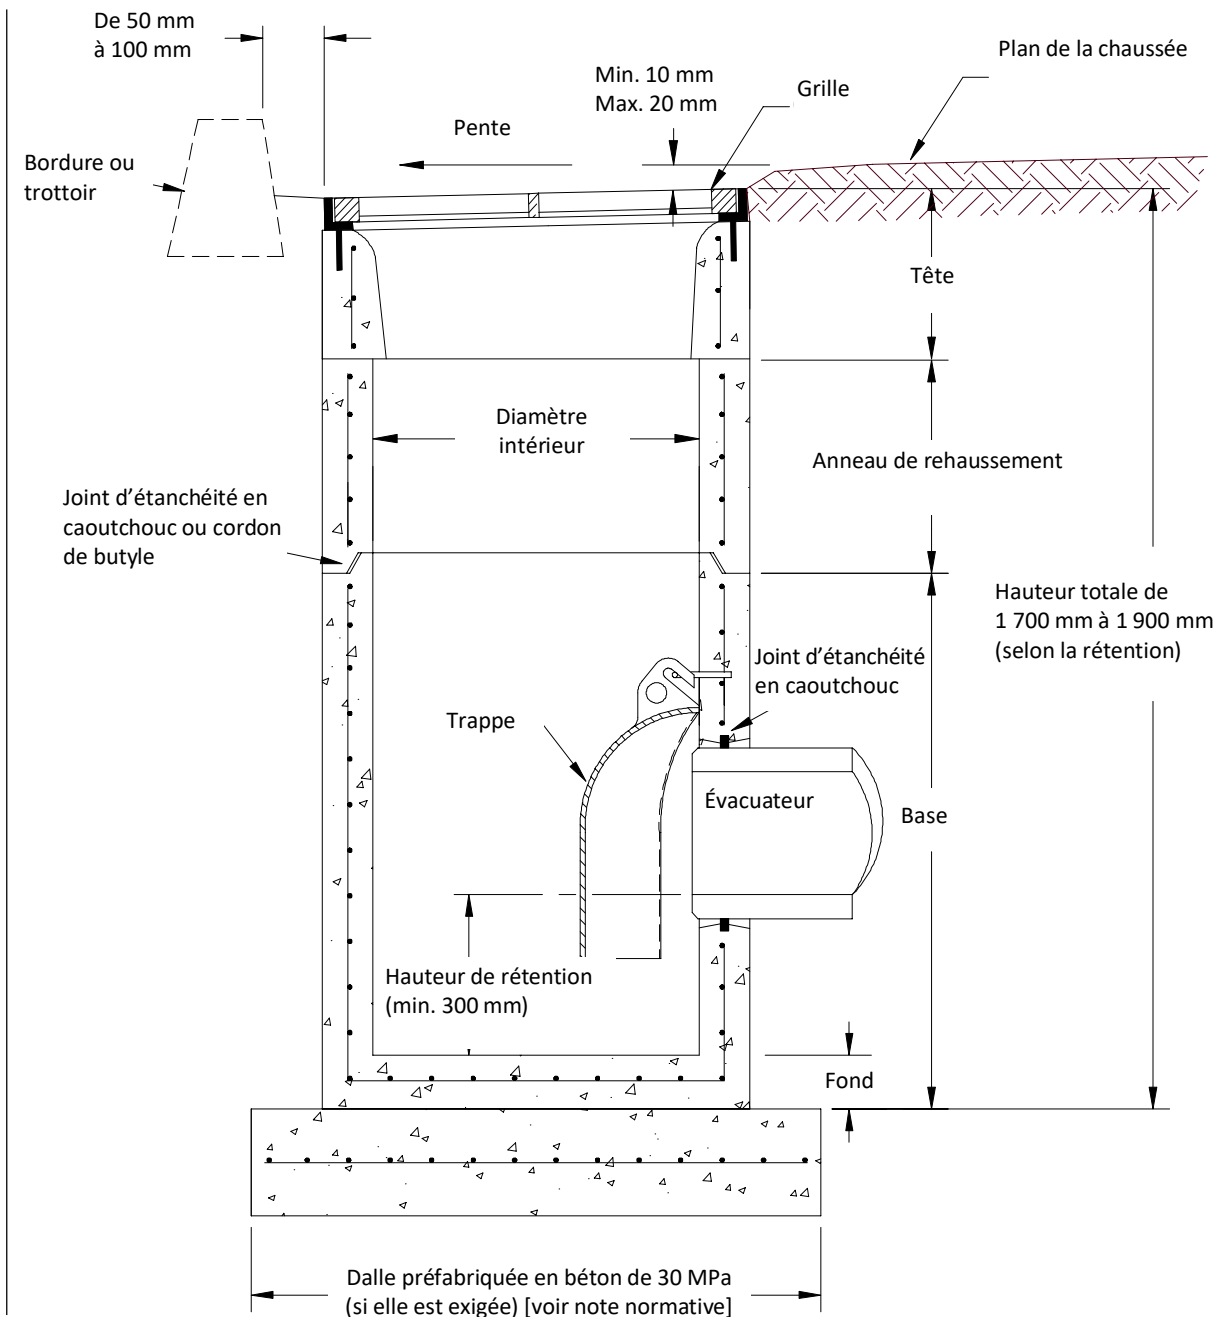 De 50 mm
à 100 mm
Plan de la chaussée
Min. 10 mm
Max. 20 mm
Grille
Pente
Bordure ou
trottoir
Tête
Diamètre
intérieur
Anneau de rehaussement
Joint d’étanchéité en
caoutchouc ou cordon
de butyle
Hauteur totale de
1 700 mm à 1 900 mm
(selon la rétention)
Joint d’étanchéité
en caoutchouc
Trappe
Évacuateur
Base
Hauteur de rétention
(min. 300 mm)
Fond
Dalle préfabriquée en béton de 30 MPa
(si elle est exigée) [voir note normative]